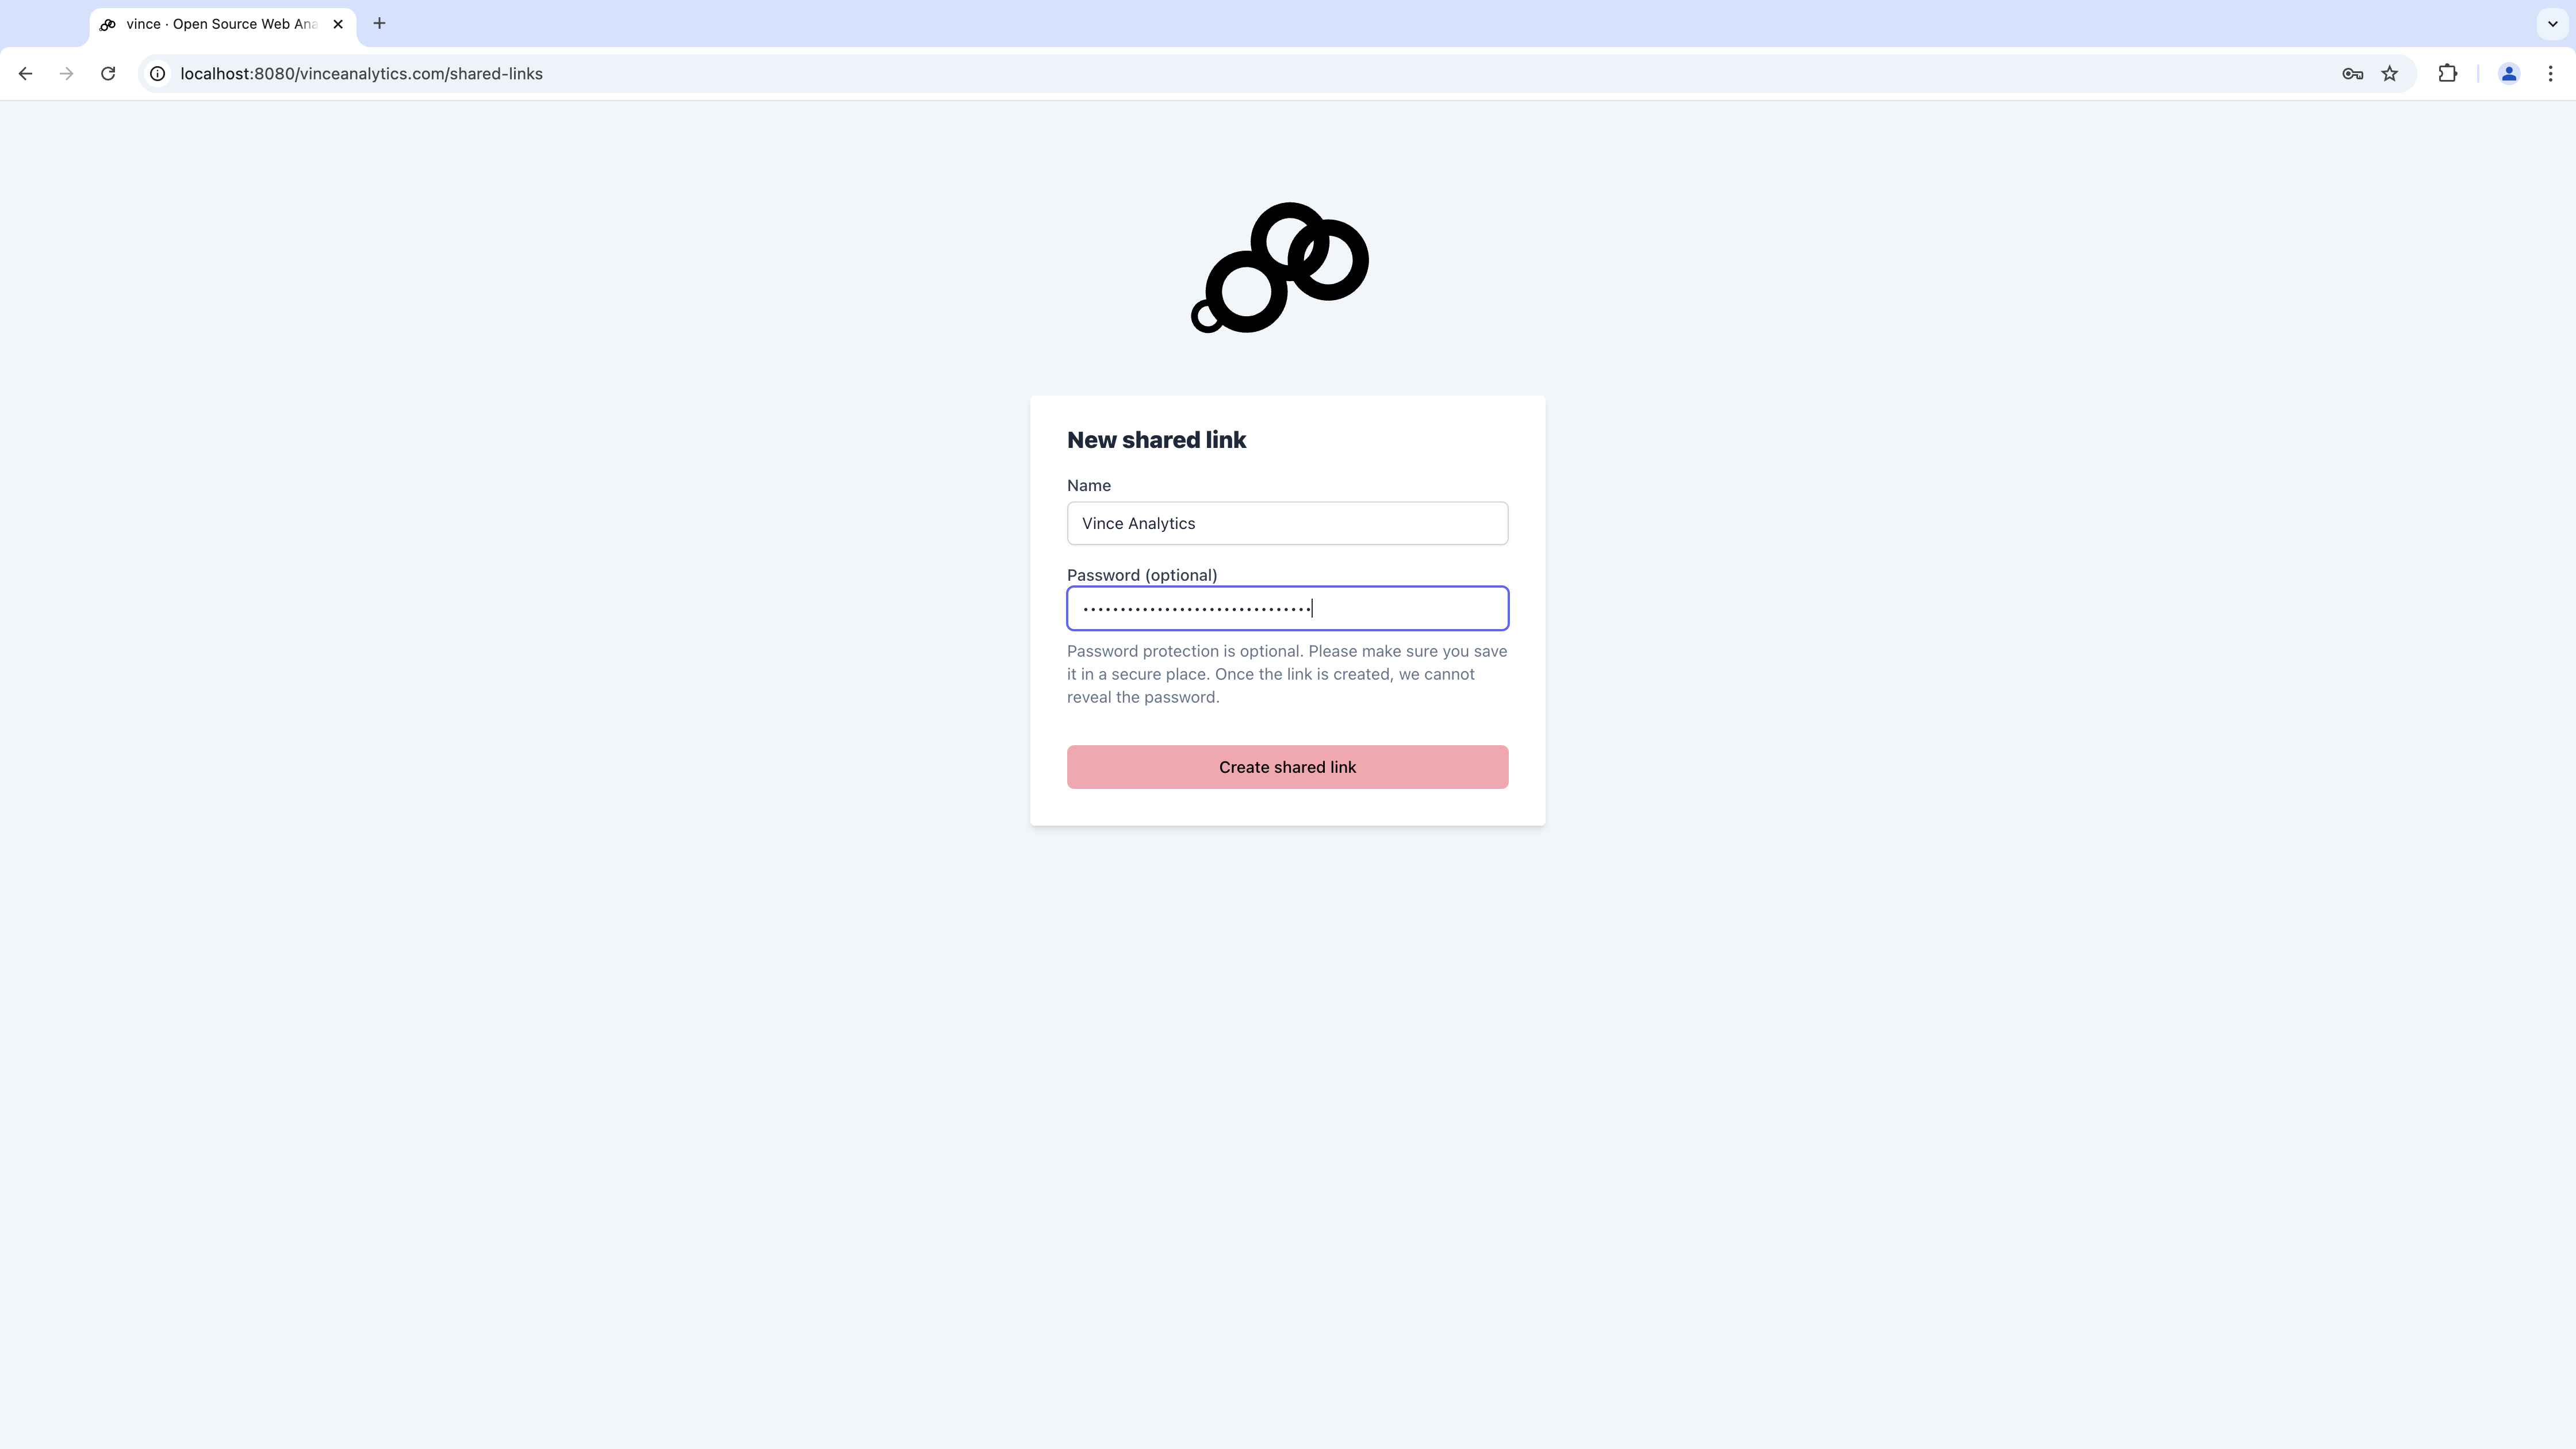 vince · Open Source Web Ana
localhost:8080/vinceanalytics.com/shared-links
New shared link
Name
Vince Analytics
Password (optional)
•••••••••••••••••••••••••••••••
Password protection is optional. Please make sure you save
it in a secure place. Once the link is created, we cannot
reveal the password.
Create shared link